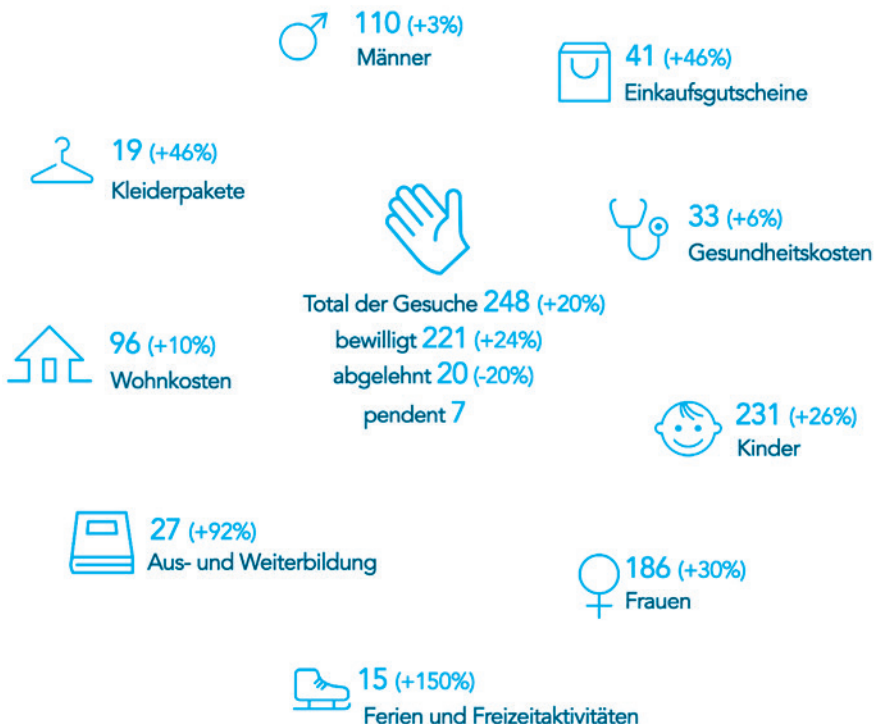 110 (+3%)
Männer
41 (+46%)
Einkaufsgutscheine
19 (+46%)
Kleiderpakete
33 (+6%)
Gesundheitskosten
Total der Gesuche 248 (+20%)
bewilligt 221 (+24%)
abgelehnt 20 (-20%)
pendent 7
96 (+10%)
Wohnkosten
231 (+26%)
Kinder
27 (+92%)
Aus- und Weiterbildung
186 (+30%)
Frauen
15 (+150%)
Ferien und Freizeitaktivitäten